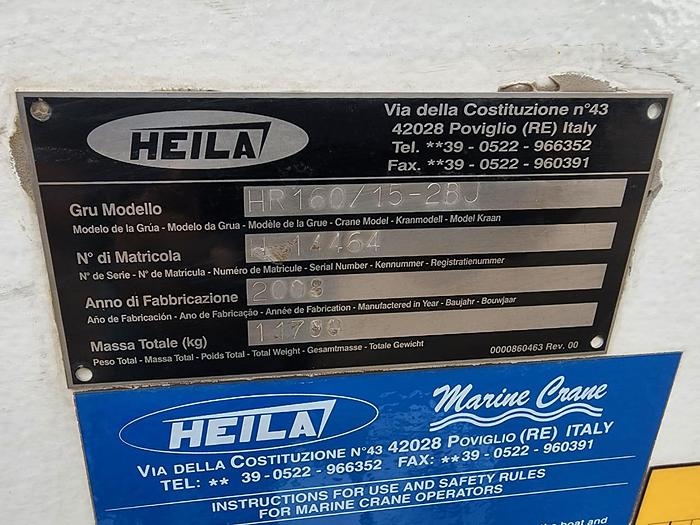 HEILA
Via della Costituzione n°43
42028 Poviglio (RE) Italy
Tel. **39 - 0522 - 966352
Fax. **39 - 0522 - 960391
Gru Modello HR160/15-2BJ
Modelo de la Grúa - Modelo da Grua - Modèle de la Grue - Crane Model - Kranmodell - Model Kraan
N° di Matricola H 14464
N° de Serie - N° de Matrícula - Numéro de Matricule - Serial Number - Kennummer - Registratienummer
Anno di Fabbricazione 2008
Año de Fabricación - Ano de Fabricação - Année de Fabrication - Manufactered in Year - Baujahr - Bouwjaar
Massa Totale (kg) 11780
Peso Total - Massa Total - Poids Total - Total Weight - Gesamtmasse - Totale Gewicht
0000860463 Rev. 00
HEILA
Marine Crane
VIA DELLA COSTITUZIONE N°43 42028 POVIGLIO (RE) ITALY
TEL: ** 39-0522 - 966352 FAX: **39 - 0522 - 960391
INSTRUCTIONS FOR USE AND SAFETY RULES
FOR MARINE CRANE OPERATORS
the boat and